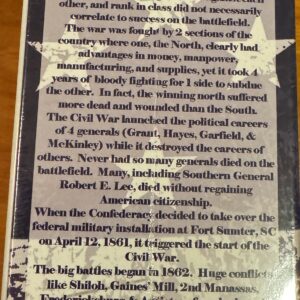 other, and rank in class did not necessarily
correlate to success on the battlefield.
The war was fought by 2 sections of the
country where one, the North, clearly had
advantages in money, manpower,
manufacturing, and supplies, yet it took 4
years of bloody fighting for 1 side to subdue
the other. In fact, the winning north suffered
more dead and wounded than the South.
The Civil War launched the political careers
of 4 generals (Grant, Hayes, Garfield, &
McKinley) while it destroyed the careers of
others. Never had so many generals died on the
battlefield. Many, including Southern General
Robert E. Lee, died without regaining
American citizenship.
When the Confederacy decided to take over the
federal military installation at Fort Sumter, SC
on April 12, 1861, it triggered the start of the
Civil War.
The big battles began in 1862. Huge conflicts
like Shiloh, Gaines' Mill, 2nd Manassas,